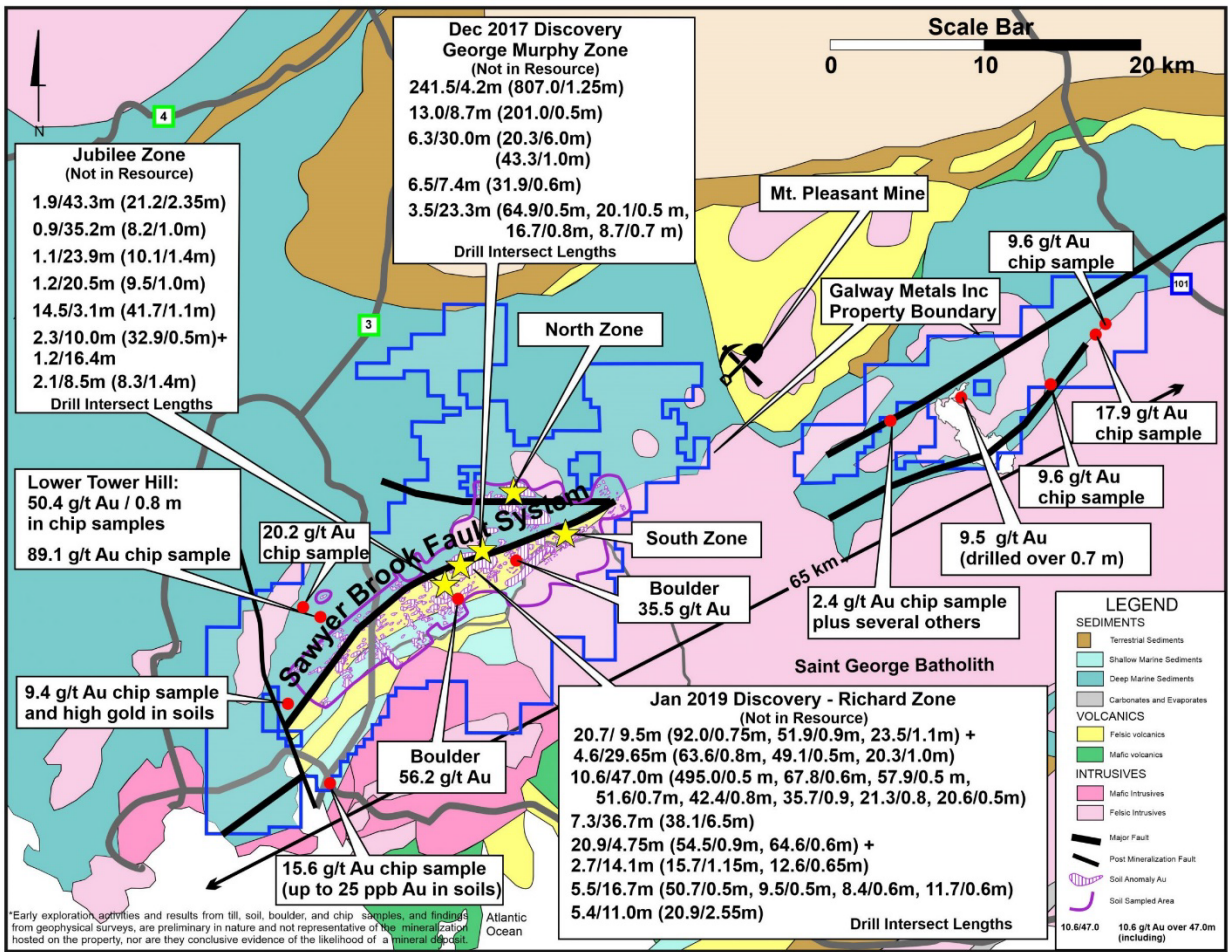 Dec 2017 Discovery
George Murphy Zone
(Not in Resource)
241.5/4.2m (807.0/1.25m)
13.0/8.7m (201.0/0.5m)
6.3/30.0m (20.3/6.0m)
(43.3/1.0m)
6.5/7.4m (31.9/0.6m)
3.5/23.3m (64.9/0.5m, 20.1/0.5 m,
16.7/0.8m, 8.7/0.7 m)
Drill Intersect Lengths
Scale Bar
0 10 20 km
N
4
3
101
Jubilee Zone
(Not in Resource)
1.9/43.3m (21.2/2.35m)
0.9/35.2m (8.2/1.0m)
1.1/23.9m (10.1/1.4m)
1.2/20.5m (9.5/1.0m)
14.5/3.1m (41.7/1.1m)
2.3/10.0m (32.9/0.5m)+
1.2/16.4m
2.1/8.5m (8.3/1.4m)
Drill Intersect Lengths
Mt. Pleasant Mine
North Zone
Galway Metals Inc
Property Boundary
9.6 g/t Au
chip sample
17.9 g/t Au
chip sample
9.6 g/t Au
chip sample
9.5 g/t Au
(drilled over 0.7 m)
2.4 g/t Au chip sample
plus several others
Lower Tower Hill:
50.4 g/t Au / 0.8 m
in chip samples
89.1 g/t Au chip sample
20.2 g/t Au
chip sample
Sawyer Brook Fault System
South Zone
Boulder
35.5 g/t Au
65 km
Saint George Batholith
9.4 g/t Au chip sample
and high gold in soils
Boulder
56.2 g/t Au
15.6 g/t Au chip sample
(up to 25 ppb Au in soils)
Jan 2019 Discovery - Richard Zone
(Not in Resource)
20.7/ 9.5m (92.0/0.75m, 51.9/0.9m, 23.5/1.1m) +
4.6/29.65m (63.6/0.8m, 49.1/0.5m, 20.3/1.0m)
10.6/47.0m (495.0/0.5 m, 67.8/0.6m, 57.9/0.5 m,
51.6/0.7m, 42.4/0.8m, 35.7/0.9, 21.3/0.8, 20.6/0.5m)
7.3/36.7m (38.1/6.5m)
20.9/4.75m (54.5/0.9m, 64.6/0.6m) +
2.7/14.1m (15.7/1.15m, 12.6/0.65m)
5.5/16.7m (50.7/0.5m, 9.5/0.5m, 8.4/0.6m, 11.7/0.6m)
5.4/11.0m (20.9/2.55m)
Drill Intersect Lengths
LEGEND
SEDIMENTS
Terrestrial Sediments
Shallow Marine Sediments
Deep Marine Sediments
Carbonates and Evaporates
VOLCANICS
Felsic volcanics
Mafic volcanics
INTRUSIVES
Mafic Intrusives
Felsic Intrusives
Major Fault
Post Mineralization Fault
Soil Anomaly Au
Soil Sampled Area
10.6/47.0 10.6 g/t Au over 47.0m
(including)
*Early exploration activities and results from till, soil, boulder, and chip samples, and findings
from geophysical surveys, are preliminary in nature and not representative of the mineralization
hosted on the property, nor are they conclusive evidence of the likelihood of a mineral deposit.
Atlantic
Ocean